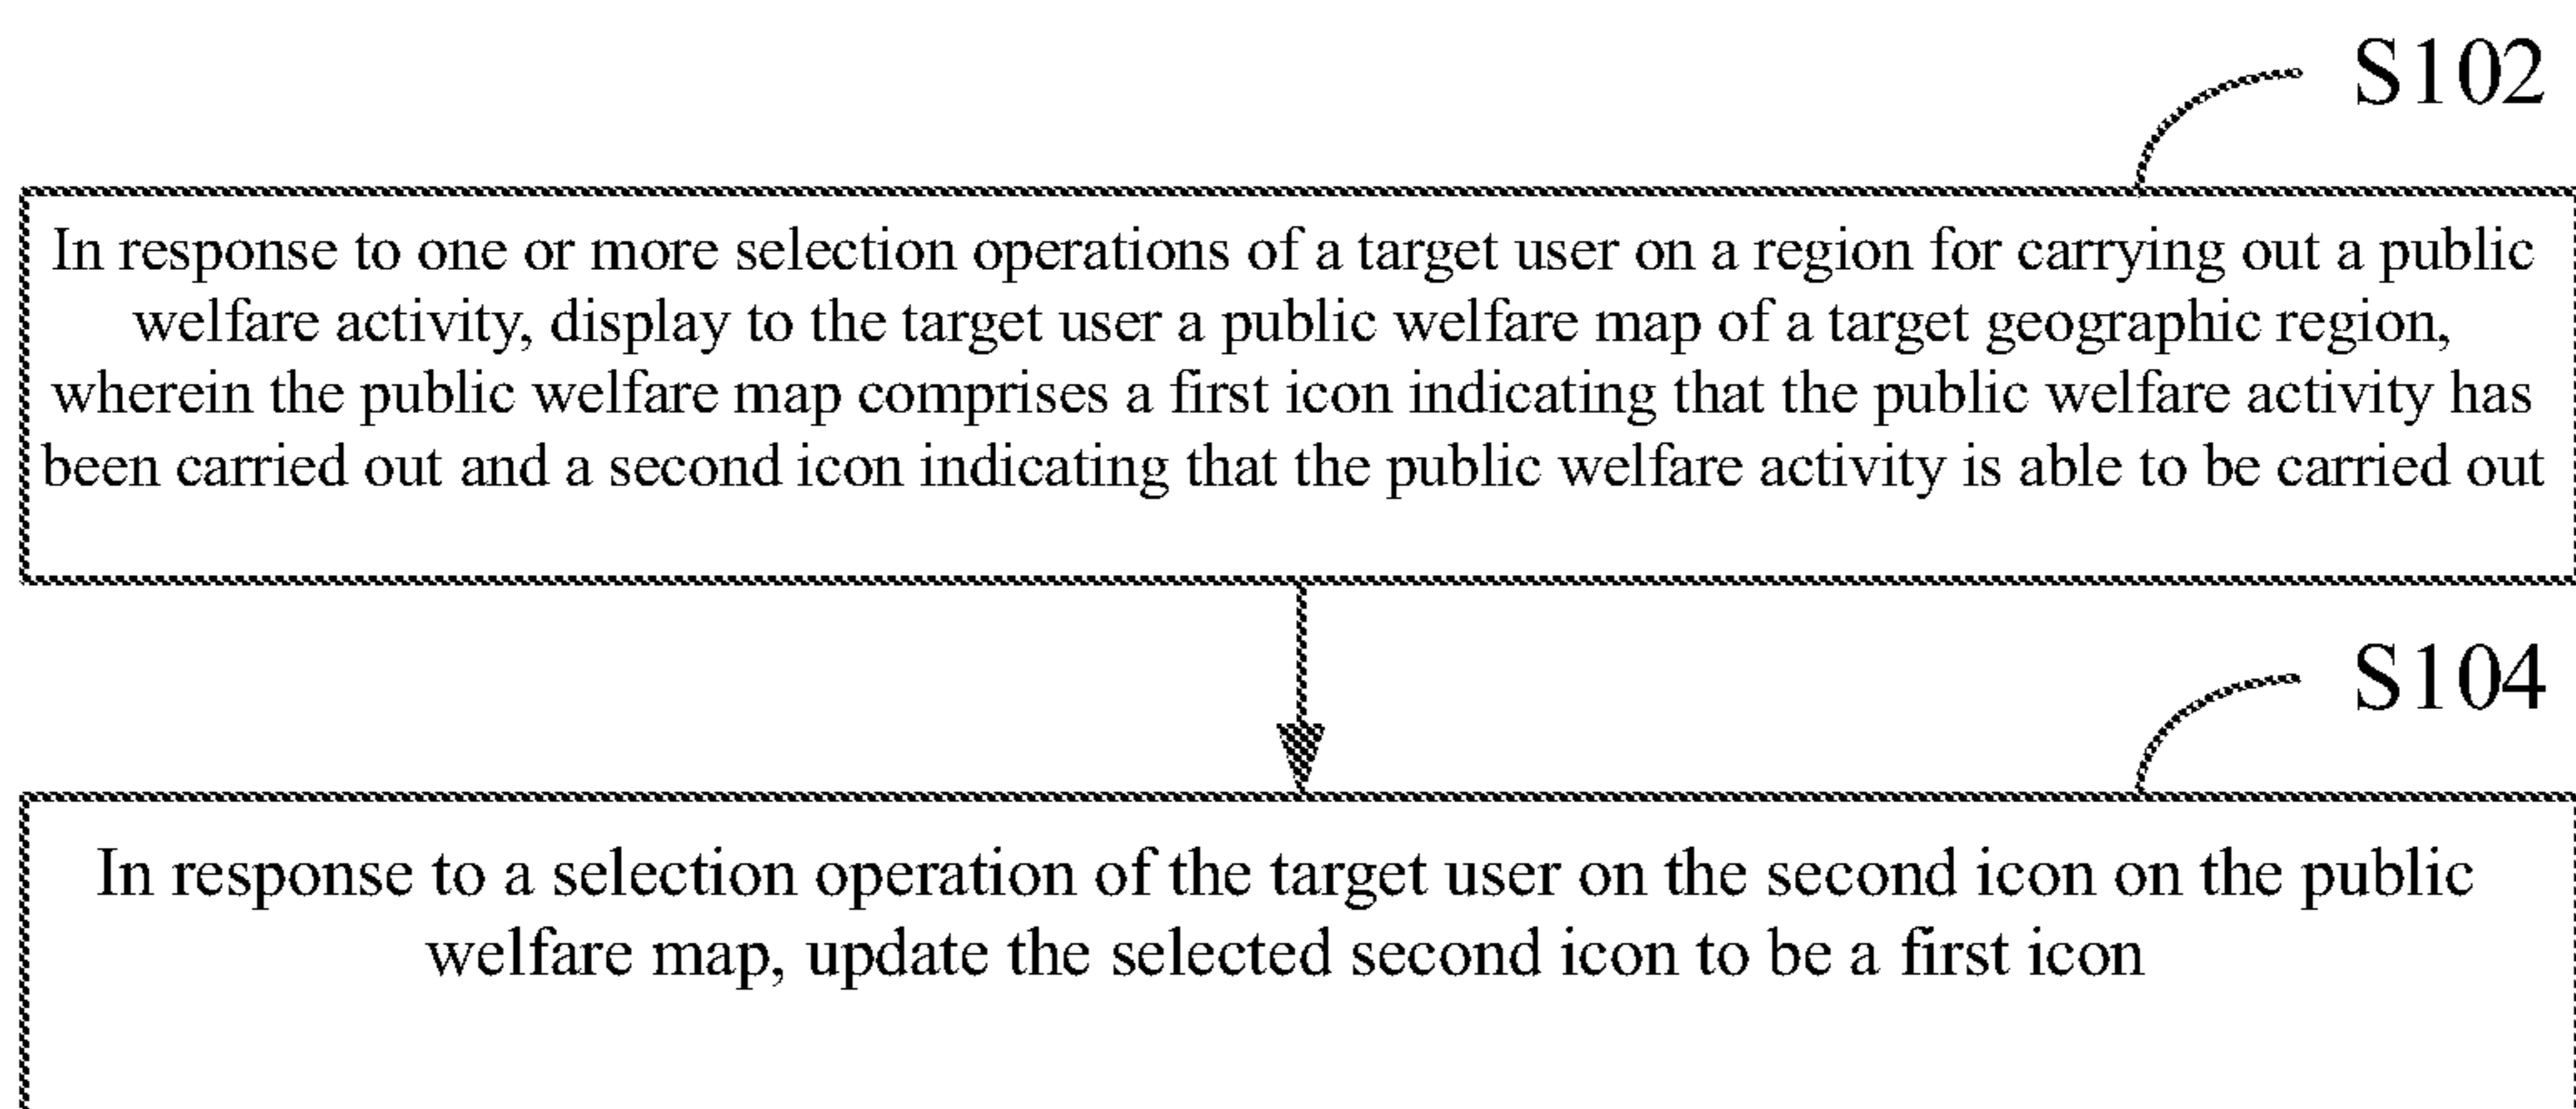 S102
In response to one or more selection operations of a target user on a region for carrying out a public
welfare activity, display to the target user a public welfare map of a target geographic region,
wherein the public welfare map comprises a first icon indicating that the public welfare activity has
been carried out and a second icon indicating that the public welfare activity is able to be carried out
S104
In response to a selection operation of the target user on the second icon on the public
welfare map, update the selected second icon to be a first icon